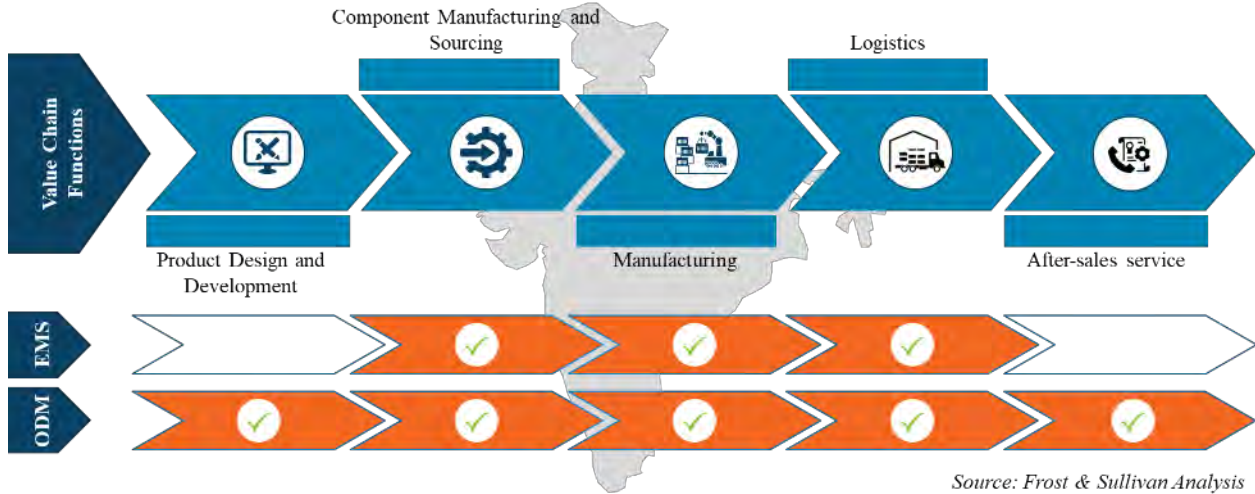 Component Manufacturing and
Sourcing
Logistics
Value Chain
Functions
Product Design and
Development
Manufacturing
After-sales service
EMS
ODM
Source: Frost & Sullivan Analysis